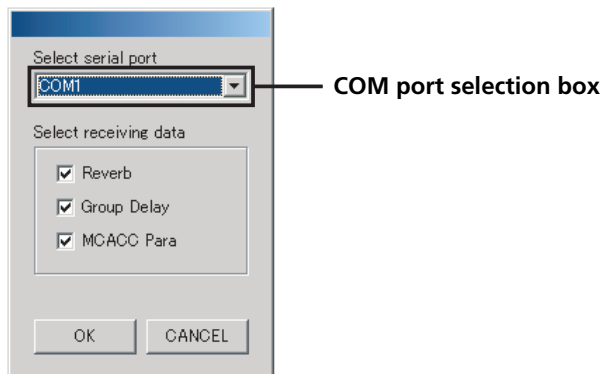 Select serial port
COM1
COM port selection box
Select receiving data
Reverb
Group Delay
MCACC Para
OK
CANCEL